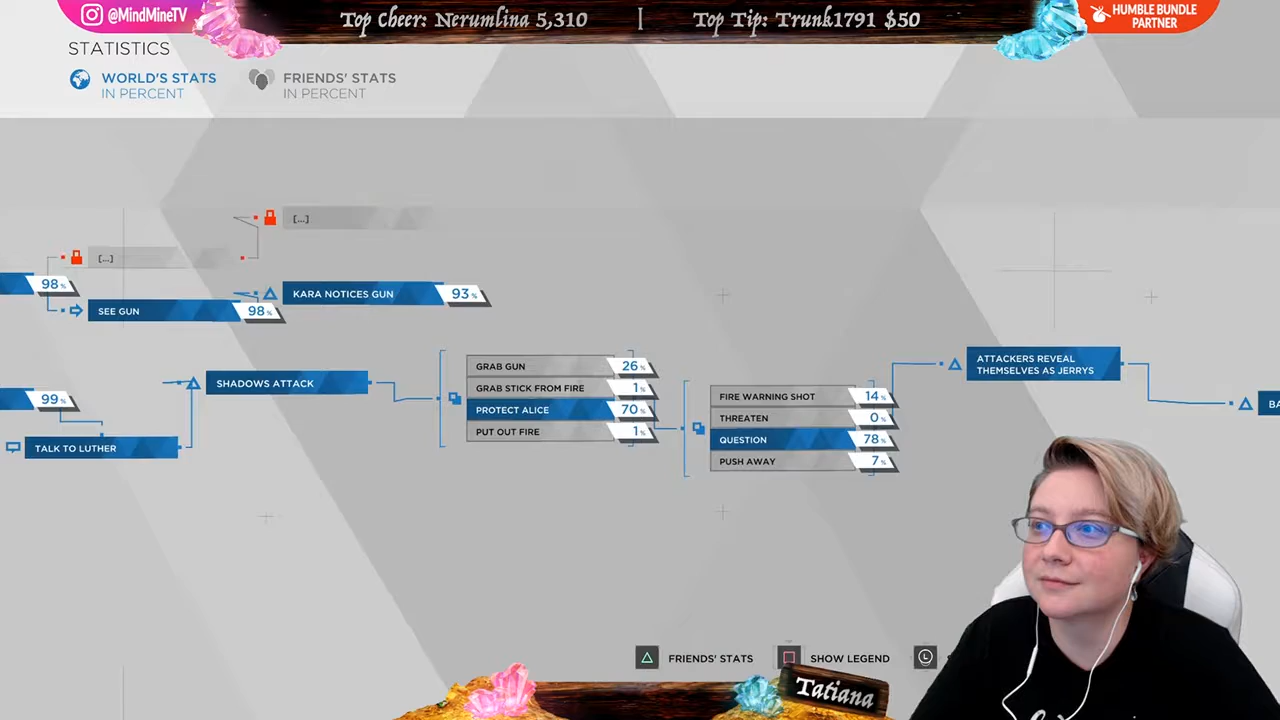 @MindMineTV
Top Cheer: Nerumlina 5,310 | Top Tip: Trunk1791 $50
HUMBLE BUNDLE
PARTNER
STATISTICS
WORLD'S STATS
IN PERCENT
FRIENDS' STATS
IN PERCENT
[...]
[...]
98%
KARA NOTICES GUN 93%
SEE GUN 98%
SHADOWS ATTACK
99%
TALK TO LUTHER
GRAB GUN 26%
GRAB STICK FROM FIRE 1%
PROTECT ALICE 70%
PUT OUT FIRE 1%
FIRE WARNING SHOT 14%
THREATEN 0%
QUESTION 78%
PUSH AWAY 7%
ATTACKERS REVEAL
THEMSELVES AS JERRYS
BA
FRIENDS' STATS
SHOW LEGEND
L
Tatiana